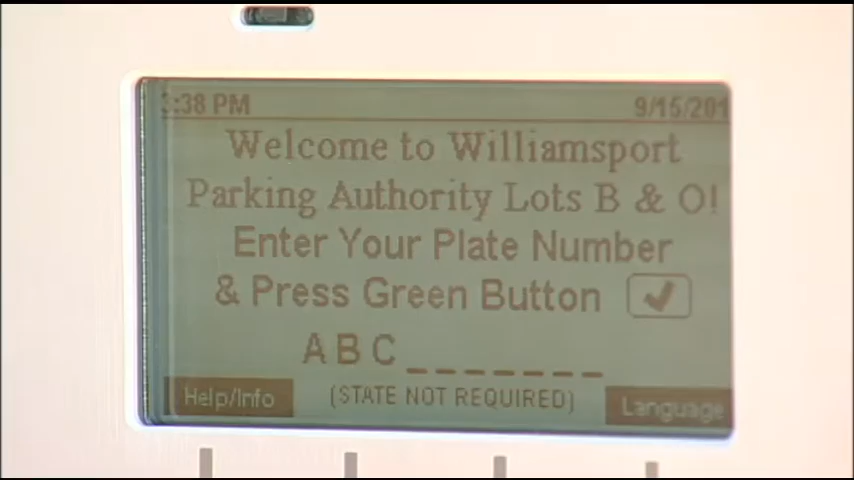 :38 PM 9/15/201
Welcome to Williamsport
Parking Authority Lots B & O!
Enter Your Plate Number
& Press Green Button
A B C _ _ _ _ _ _ _
Help/Info (STATE NOT REQUIRED) Language